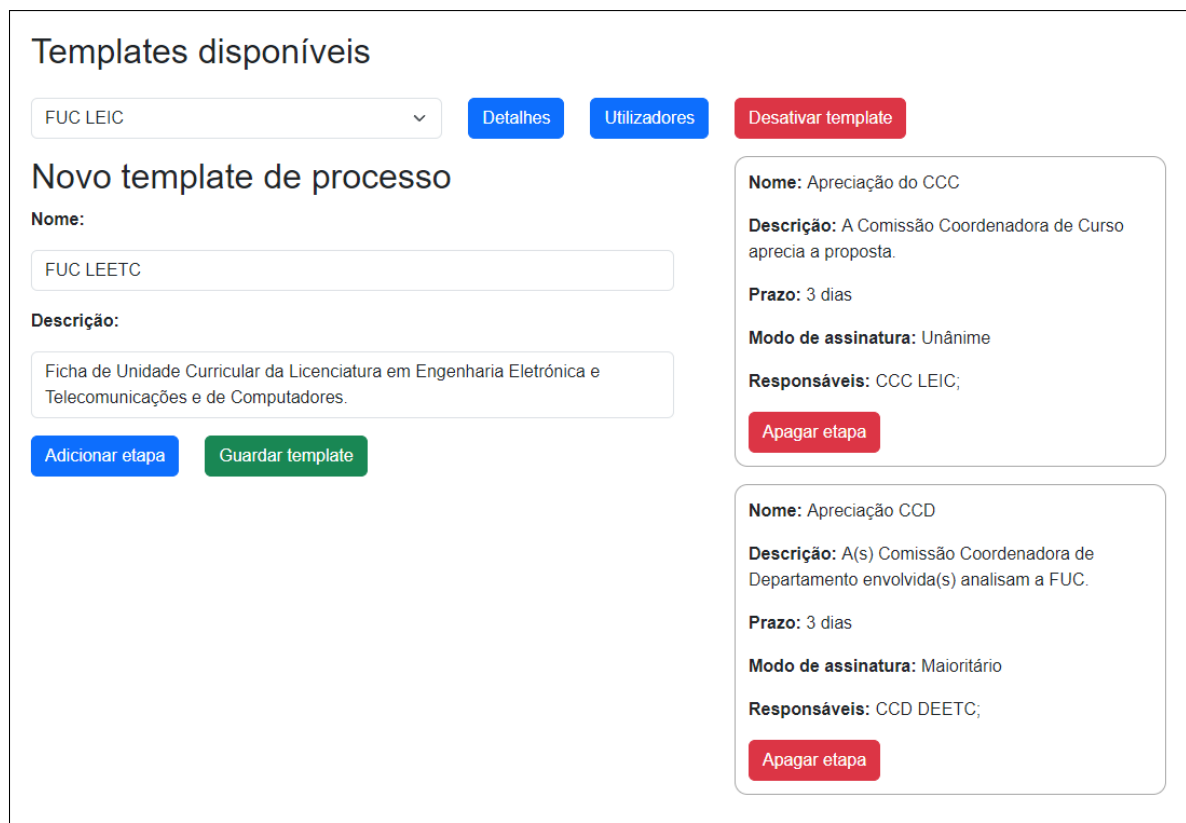 Templates disponíveis
FUC LEIC
Detalhes
Utilizadores
Desativar template
Novo template de processo
Nome:
FUC LEETC
Descrição:
Ficha de Unidade Curricular da Licenciatura em Engenharia Eletrónica e
Telecomunicações e de Computadores.
Adicionar etapa
Guardar template
Nome: Apreciação do CCC
Descrição: A Comissão Coordenadora de Curso
aprecia a proposta.
Prazo: 3 dias
Modo de assinatura: Unânime
Responsáveis: CCC LEIC;
Apagar etapa
Nome: Apreciação CCD
Descrição: A(s) Comissão Coordenadora de
Departamento envolvida(s) analisam a FUC.
Prazo: 3 dias
Modo de assinatura: Maioritário
Responsáveis: CCD DEETC;
Apagar etapa